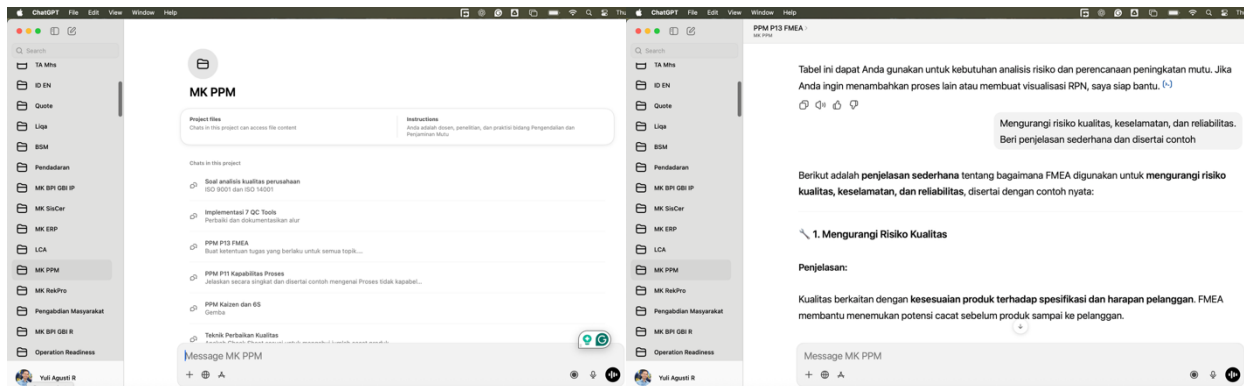 ChatGPT File Edit View Window Help
Search
TA Mhs
ID EN
Quote
Liqa
BSM
Pendadaran
MK BPI GBI IP
MK SisCer
MK ERP
LCA
MK PPM
MK RekPro
Pengabdian Masyarakat
MK BPI GBI R
Operation Readiness
Yuli Agusti R
MK PPM
Project files
Chats in this project can access file content
Instructions
Anda adalah dosen, penelitian, dan praktisi bidang Pengendalian dan
Penjaminan Mutu
Chats in this project
Soal analisis kualitas perusahaan
ISO 9001 dan ISO 14001
Implementasi 7 QC Tools
Perbaiki dan dokumentasikan alur
PPM P13 FMEA
Buat ketentuan tugas yang berlaku untuk semua topik....
PPM P11 Kapabilitas Proses
Jelaskan secara singkat dan disertai contoh mengenai Proses tidak kapabel...
PPM Kaizen dan 6S
Gemba
Teknik Perbaikan Kualitas
Message MK PPM
ChatGPT File Edit View Window Help
Search
TA Mhs
ID EN
Quote
Liqa
BSM
Pendadaran
MK BPI GBI IP
MK SisCer
MK ERP
LCA
MK PPM
MK RekPro
Pengabdian Masyarakat
MK BPI GBI R
Operation Readiness
Yuli Agusti R
PPM P13 FMEA
MK PPM
Tabel ini dapat Anda gunakan untuk kebutuhan analisis risiko dan perencanaan peningkatan mutu. Jika
Anda ingin menambahkan proses lain atau membuat visualisasi RPN, saya siap bantu.
Mengurangi risiko kualitas, keselamatan, dan reliabilitas.
Beri penjelasan sederhana dan disertai contoh
Berikut adalah penjelasan sederhana tentang bagaimana FMEA digunakan untuk mengurangi risiko
kualitas, keselamatan, dan reliabilitas, disertai dengan contoh nyata:
1. Mengurangi Risiko Kualitas
Penjelasan:
Kualitas berkaitan dengan kesesuaian produk terhadap spesifikasi dan harapan pelanggan. FMEA
membantu menemukan potensi cacat sebelum produk sampai ke pelanggan.
Message MK PPM